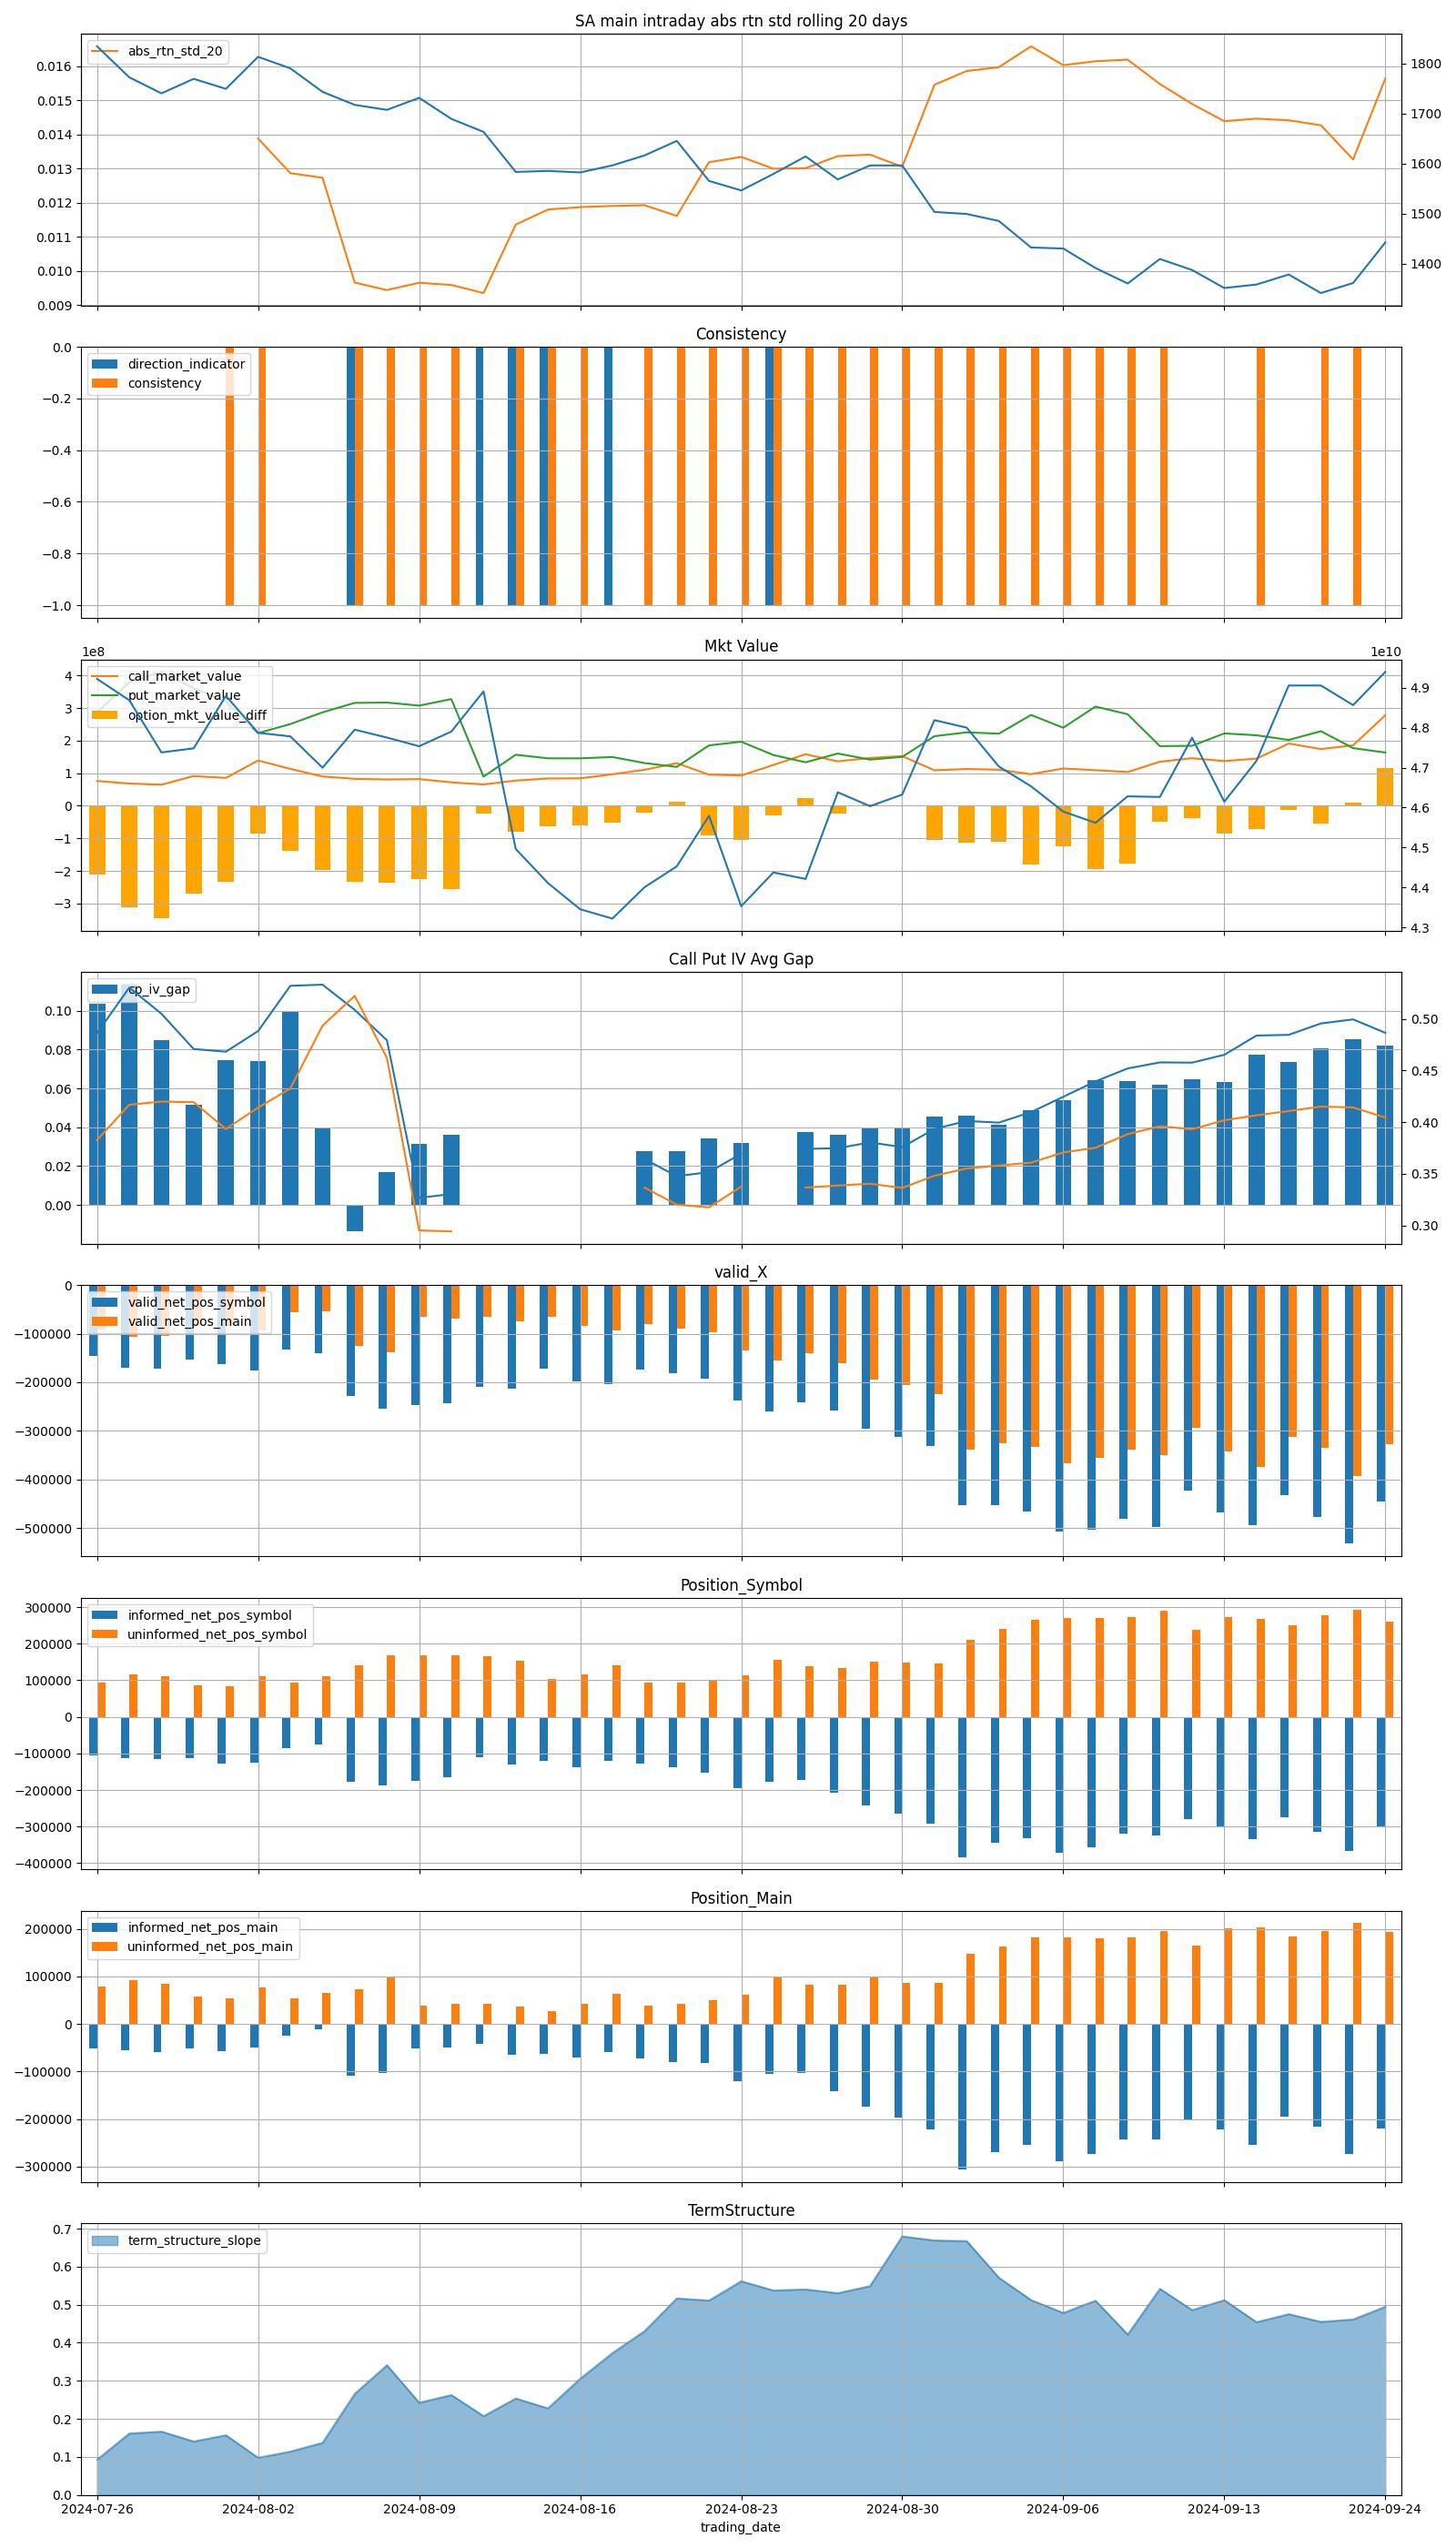 SA main intraday abs rtn std rolling 20 days
abs_rtn_std_20
0.016
0.015
0.014
0.013
0.012
0.011
0.010
0.009
1800
1700
1600
1500
1400
Consistency
direction_indicator
consistency
0.0
−0.2
−0.4
−0.6
−0.8
−1.0
Mkt Value
1e8
1e10
call_market_value
put_market_value
option_mkt_value_diff
4
3
2
1
0
−1
−2
−3
4.9
4.8
4.7
4.6
4.5
4.4
4.3
Call Put IV Avg Gap
cp_iv_gap
0.10
0.08
0.06
0.04
0.02
0.00
0.50
0.45
0.40
0.35
0.30
valid_X
valid_net_pos_symbol
valid_net_pos_main
0
−100000
−200000
−300000
−400000
−500000
Position_Symbol
informed_net_pos_symbol
uninformed_net_pos_symbol
300000
200000
100000
0
−100000
−200000
−300000
−400000
Position_Main
informed_net_pos_main
uninformed_net_pos_main
200000
100000
0
−100000
−200000
−300000
TermStructure
term_structure_slope
0.7
0.6
0.5
0.4
0.3
0.2
0.1
0.0
2024-07-26 2024-08-02 2024-08-09 2024-08-16 2024-08-23 2024-08-30 2024-09-06 2024-09-13 2024-09-24
trading_date